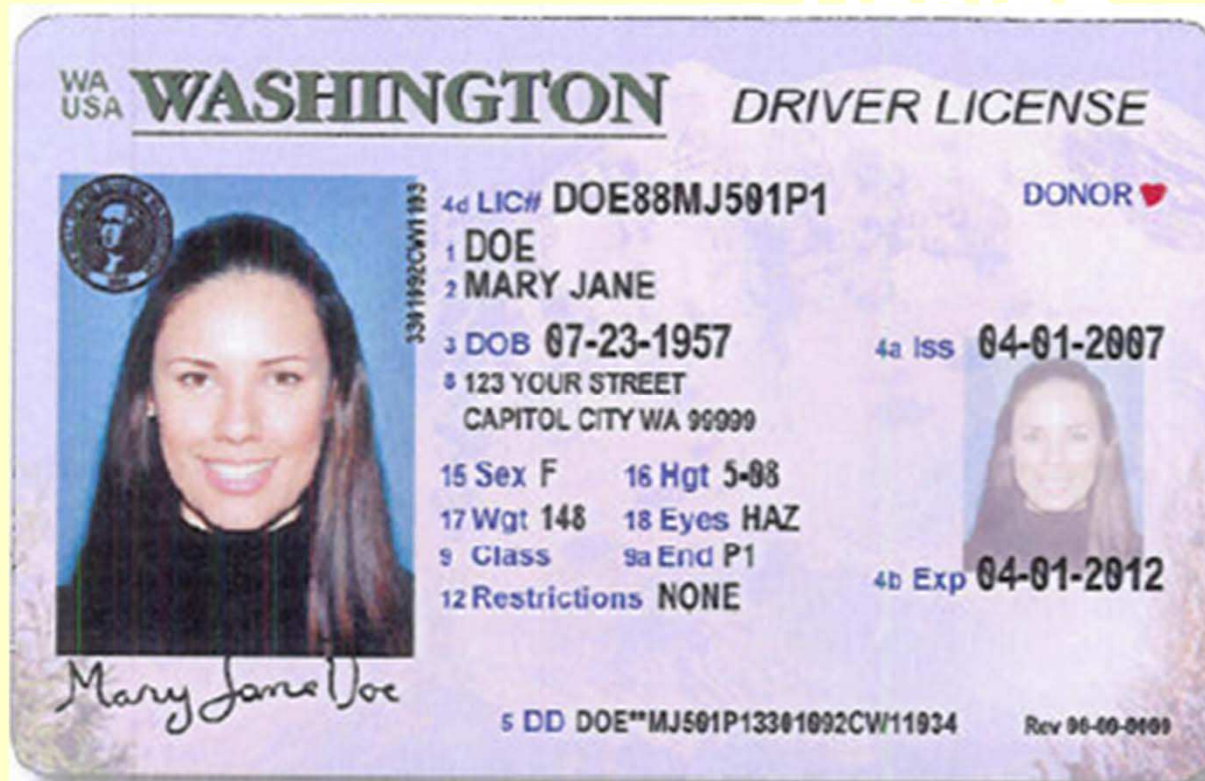 WA USA WASHINGTON DRIVER LICENSE
4d LIC# DOE88MJ501P1 DONOR
1 DOE
2 MARY JANE
3 DOB 07-23-1957 4a Iss 04-01-2007
8 123 YOUR STREET
CAPITOL CITY WA 99999
15 Sex F 16 Hgt 5-08
17 Wgt 148 18 Eyes HAZ
9 Class 9a End P1
12 Restrictions NONE
4b Exp 04-01-2012
Mary Jane Doe
5 DD DOE**MJ501P13301092CW11934 Rev